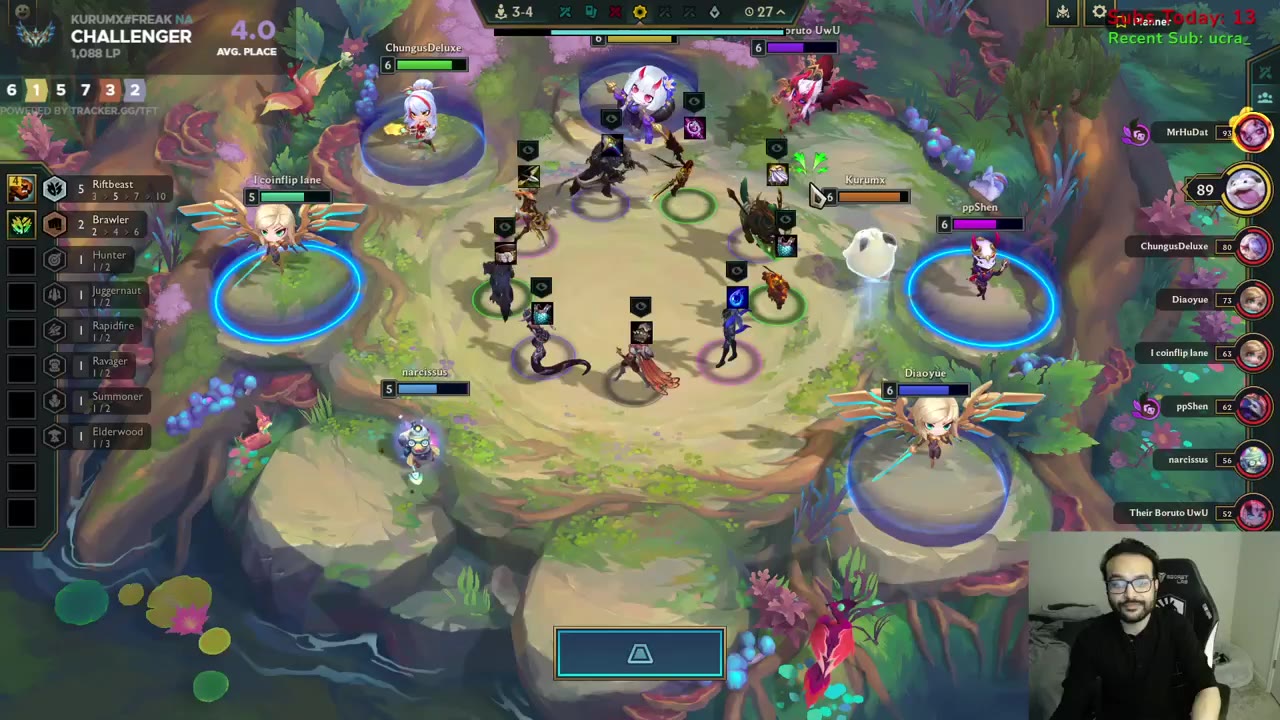 KURUMX#FREAK NA
CHALLENGER
1,088 LP
4.0
AVG. PLACE
6 1 5 7 3 2
POWERED BY TRACKER.GG/TFT
3-4
27
Subs Today: 13
Planner
Recent Sub: ucra_
5 Riftbeast
3 > 5 > 7 > 10
2 Brawler
2 > 4 > 6
1 Hunter
1 / 2
1 Juggernaut
1 / 2
1 Rapidfire
1 / 2
1 Ravager
1 / 2
1 Summoner
1 / 2
1 Elderwood
1 / 3
ChungusDeluxe
6
6
oruto UwU
6
I coinflip lane
5
Kurumx
6
ppShen
6
narcissus
5
Diaoyue
6
MrHuDat 93
89
ChungusDeluxe 80
Diaoyue 73
I coinflip lane 63
ppShen 62
narcissus 56
Their Boruto UwU 52